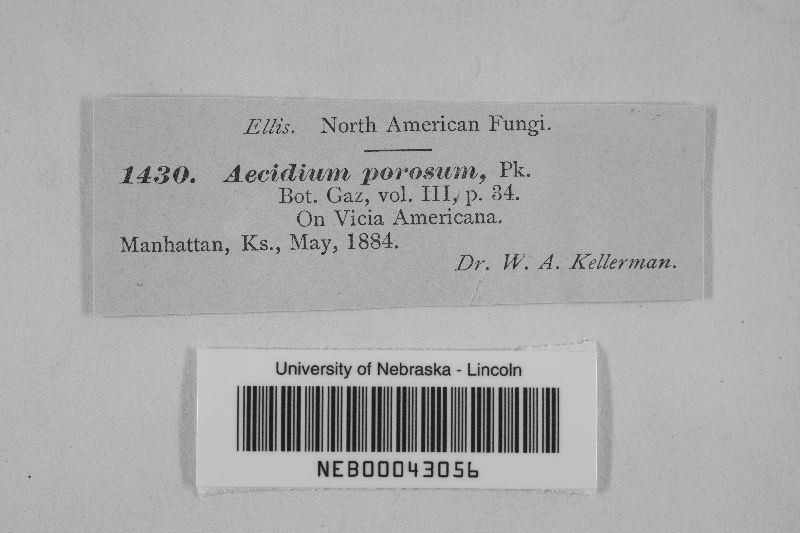 Ellis. North American Fungi.
1430. Aecidium porosum, Pk.
Bot. Gaz, vol. III, p. 34.
On Vicia Americana.
Manhattan, Ks., May, 1884.
Dr. W. A. Kellerman.
University of Nebraska - Lincoln
NEB00043056